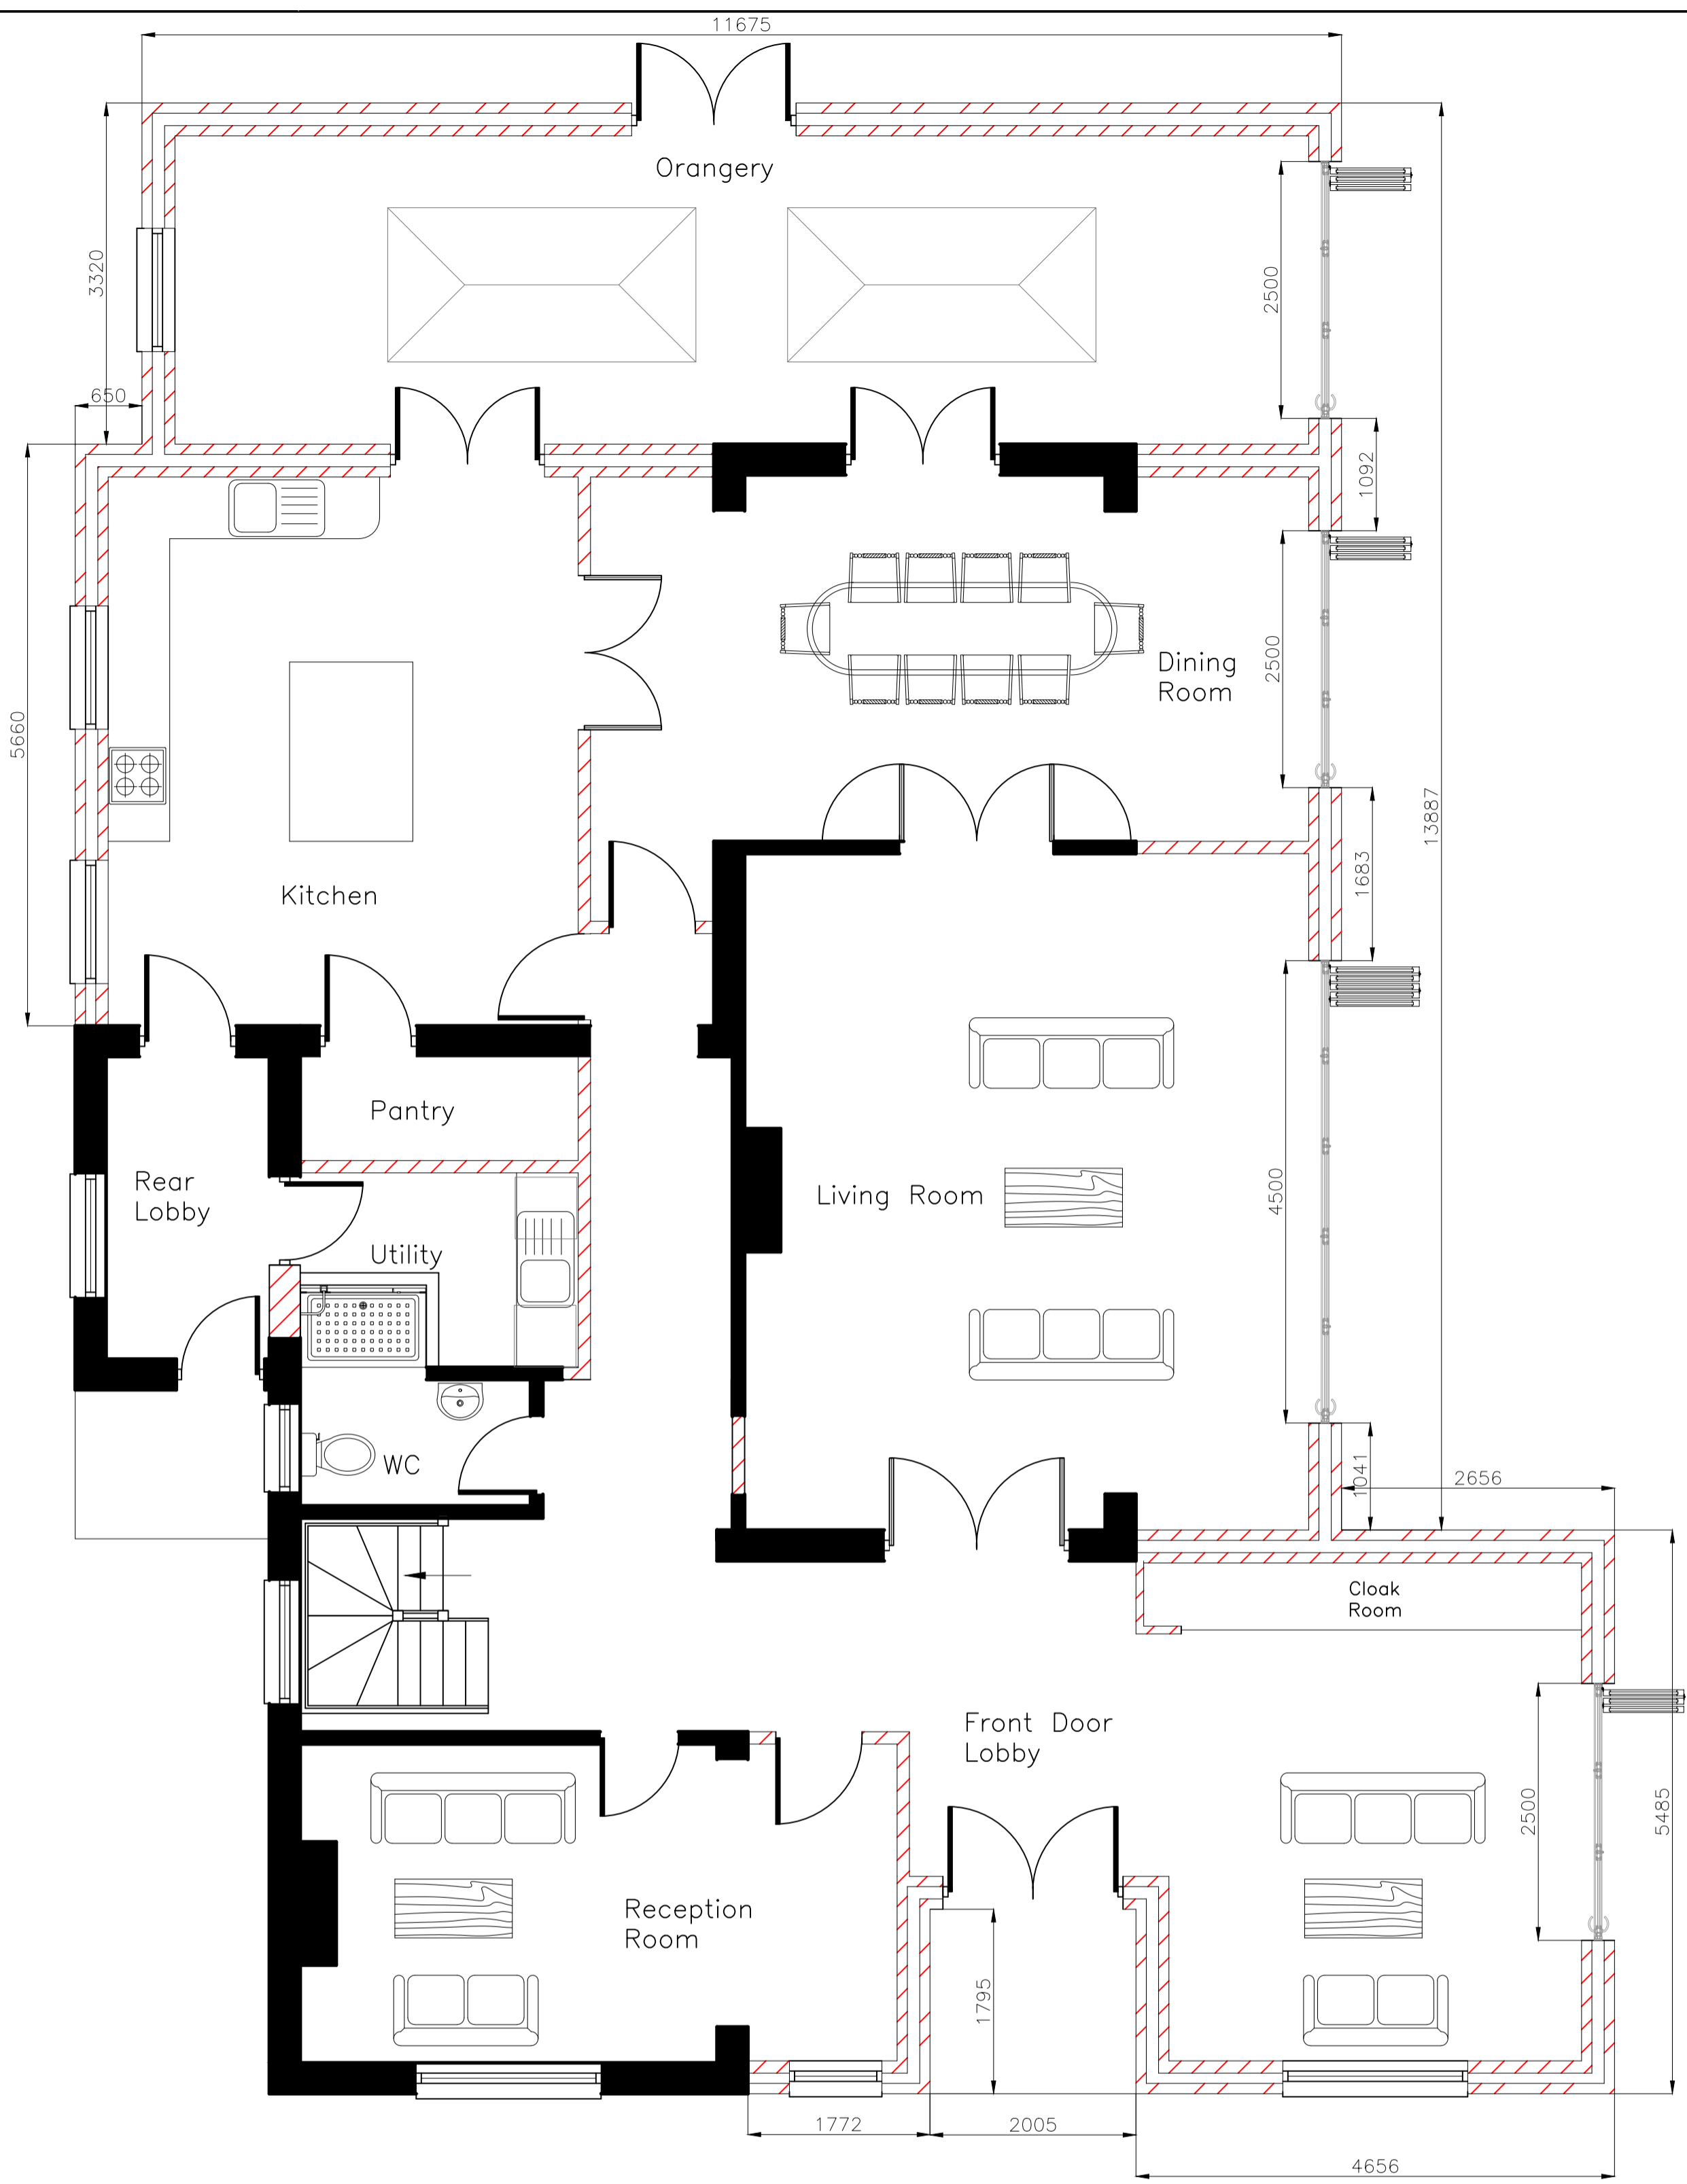 11675
Orangery
3320
2500
650
1092
Dining
Room
2500
5660
13887
1683
Kitchen
Pantry
Rear
Lobby
Living Room
4500
Utility
WC
1041
2656
Cloak
Room
Front Door
Lobby
2500
5485
Reception
Room
1795
1772
2005
4656